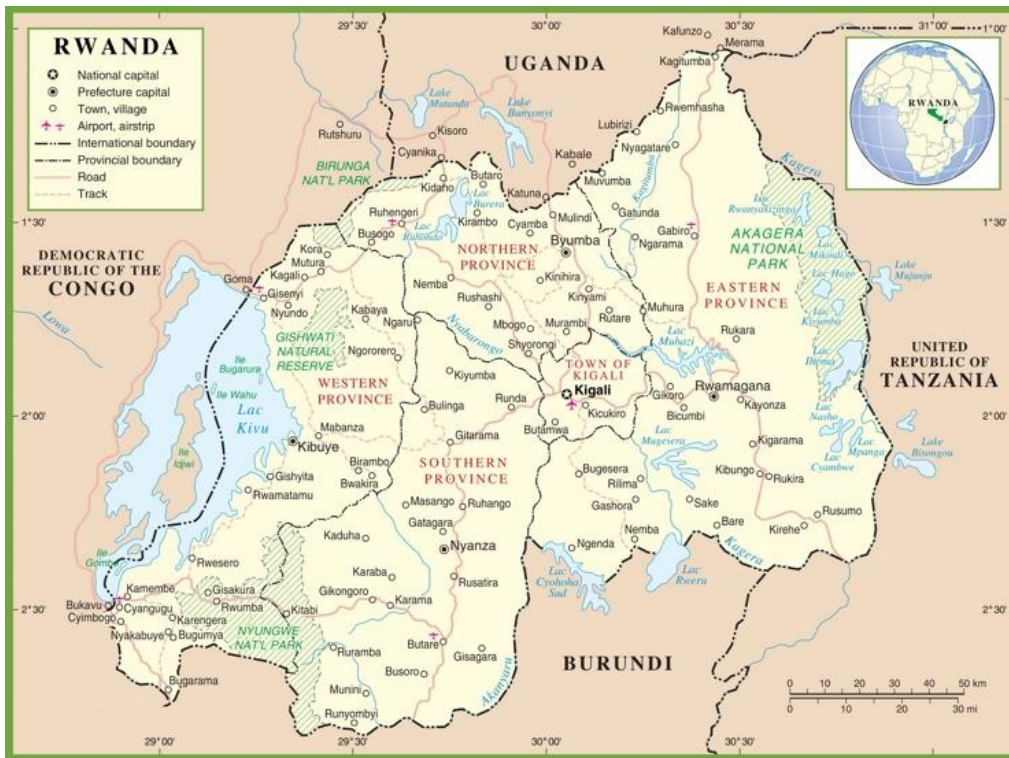 29°30'
30°00'
30°30'
31°00'
1°00'
RWANDA
National capital
Prefecture capital
Town, village
Airport, airstrip
International boundary
Provincial boundary
Road
Track
RWANDA
UGANDA
Kafunzo
Merama
Kagitumba
Lake
Mutanda
Lake
Bunyonyi
Rutshuru
Kisoro
Cyanika
Kabale
Lubirizi
Rwemhasha
Nyagatare
Kagitumba
Kagera
BIRUNGA
NAT'L PARK
Kidaho
Butaro
Katuna
Muvumba
Lac
Burera
Ruhengeri
Kirambo
Cyamba
Mulindi
Gatunda
Lac
Rwanyakizinga
1°30'
1°30'
Lac
Ruhondo
Busogo
Byumba
Ngarama
Gabiro
AKAGERA
NATIONAL
PARK
Lac
Mikindi
DEMOCRATIC
REPUBLIC OF THE
CONGO
Kora
Mutura
Kagali
NORTHERN
PROVINCE
EASTERN
PROVINCE
Lac Hago
Lake
Mujunju
Goma
Gisenyi
Nyundo
Nemba
Kinihira
Kinyami
Lac
Kivumba
Lowa
Kabaya
Ngaru
Rushashi
Rutare
Muhura
GISHWATI
NATURAL
RESERVE
Nyabarongo
Mbogo
Murambi
Lac
Muhazi
Rukara
Lac
Ihema
Ngororero
Shyorongi
Ile
Bugarura
TOWN OF
KIGALI
UNITED
REPUBLIC OF
TANZANIA
WESTERN
PROVINCE
Kiyumba
Kigali
Gikoro
Rwamagana
Ile Wahu
Lac
Kivu
Bulinga
Runda
Kicukiro
Bicumbi
Kayonza
2°00'
2°00'
Lac
Nasho
Butamwa
Mabanza
Kibuye
Gitarama
Lac
Mugesera
Kigarama
Lac
Mpanga
Lac
Cyambwe
Lake
Bisongou
Ile
Idjwi
SOUTHERN
PROVINCE
Birambo
Bwakira
Bugesera
Rilima
Kibungo
Rukira
Gishyita
Rwamatamu
Masango
Ruhango
Gashora
Sake
Rusumo
Gatagara
Nemba
Bare
Kirehe
Kaduha
Nyanza
Ngenda
Kagera
Ile
Gombo
Rwesero
Lac
Cyohoha
Sud
Lac
Rweru
Karaba
Rusatira
Kamembe
Gisakura
Gikongoro
Karama
Bukavu
Cyangugu
Rwumba
Kitabi
2°30'
2°30'
Cyimbogo
Karengera
Nyakabuye
Bugumya
NYUNGWE
NAT'L PARK
Butare
Ruramba
Gisagara
BURUNDI
Busoro
Akanyaru
Bugarama
Munini
Runyombyi
0 10 20 30 40 50 km
0 10 20 30 mi
29°00'
29°30'
30°00'
30°30'
31°00'